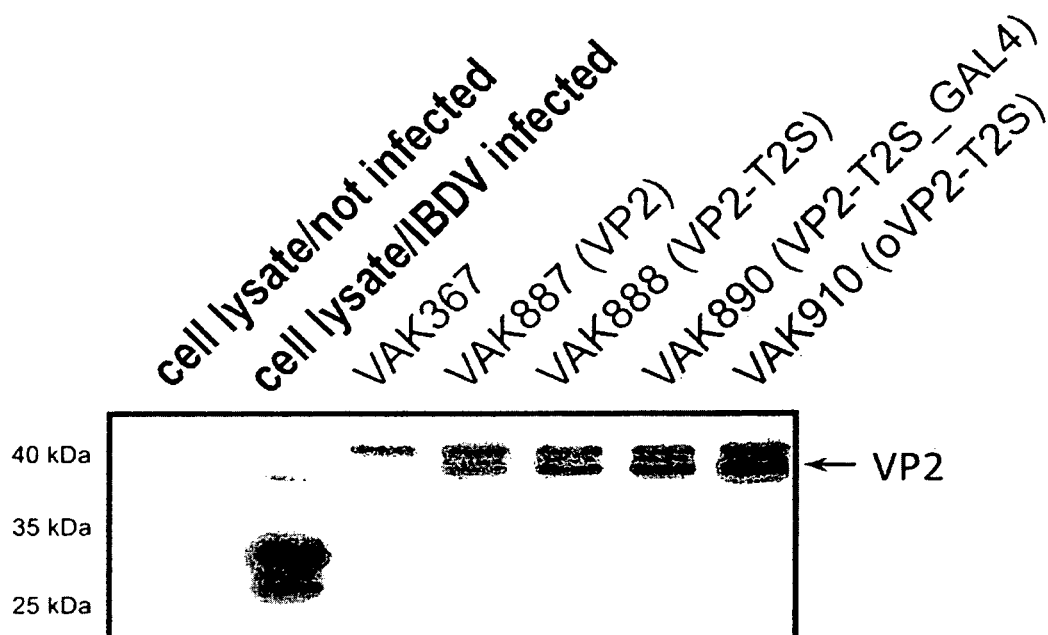 cell lysate/not infected
cell lysate/IBDV infected
VAK367
VAK887 (VP2)
VAK888 (VP2-T2S)
VAK890 (VP2-T2S_GAL4)
VAK910 (oVP2-T2S)
40 kDa
VP2
35 kDa
25 kDa